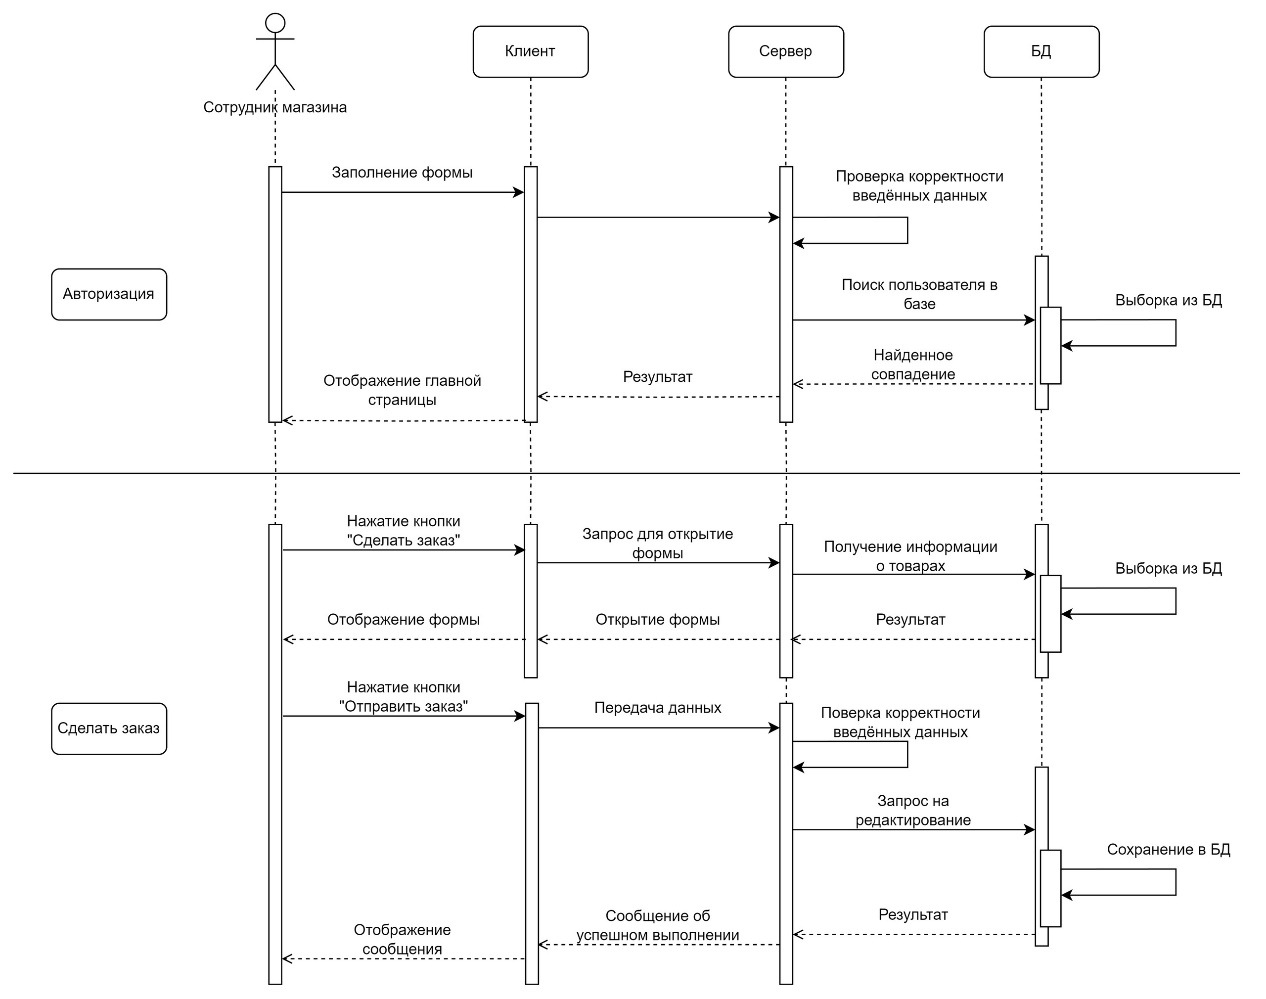 Клиент
Сервер
БД
Сотрудник магазина
Заполнение формы
Проверка корректности
введённых данных
Авторизация
Поиск пользователя в
базе
Выборка из БД
Найденное
совпадение
Результат
Отображение главной
страницы
Нажатие кнопки
"Сделать заказ"
Запрос для открытие
формы
Получение информации
о товарах
Выборка из БД
Отображение формы
Открытие формы
Результат
Нажатие кнопки
"Отправить заказ"
Передача данных
Поверка корректности
введённых данных
Сделать заказ
Запрос на
редактирование
Сохранение в БД
Результат
Сообщение об
успешном выполнении
Отображение
сообщения